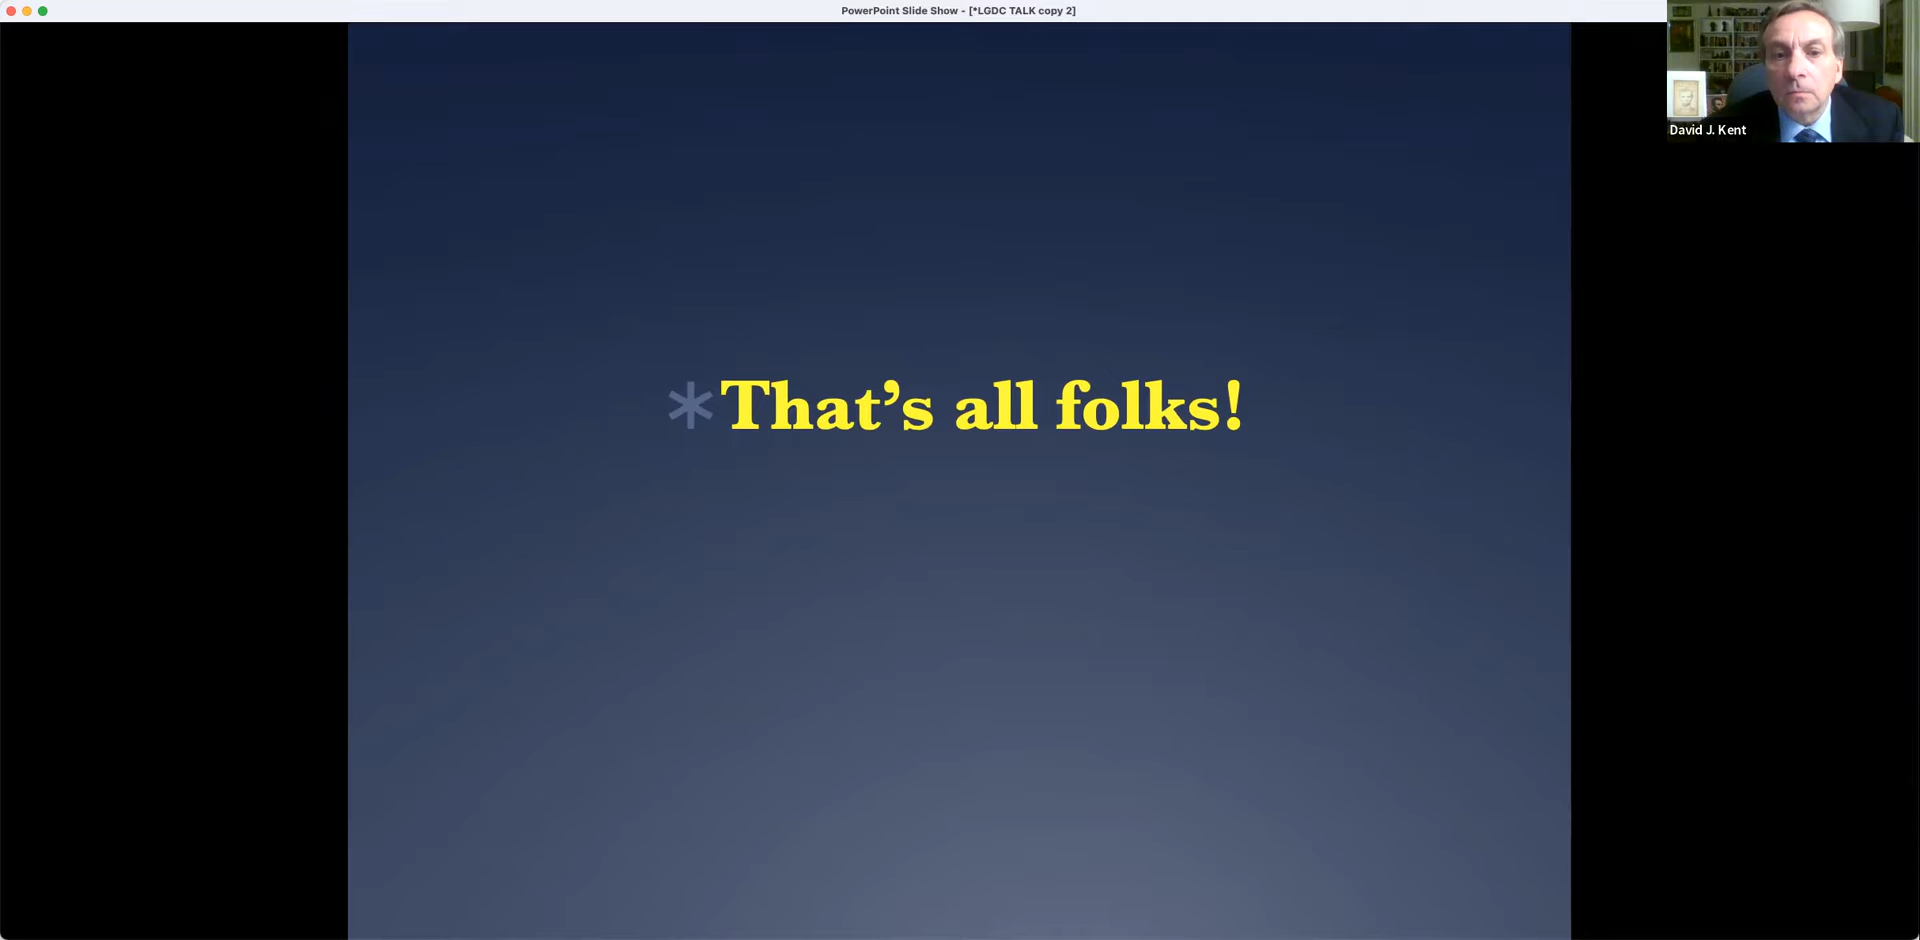 PowerPoint Slide Show - [*LGDC TALK copy 2]
David J. Kent
*That’s all folks!